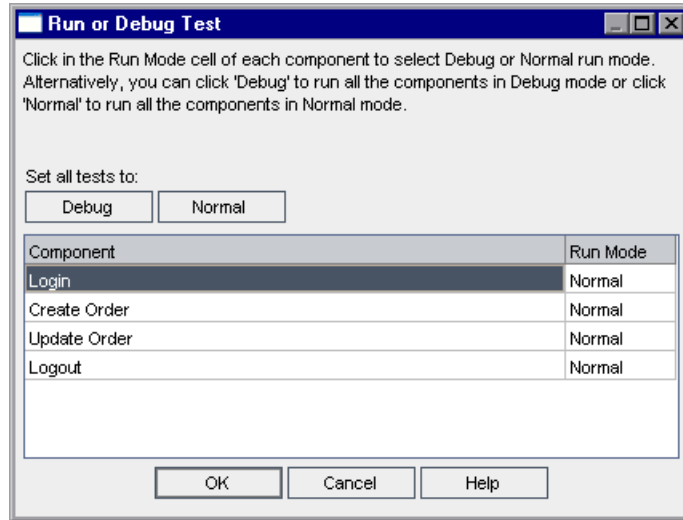 Run or Debug Test
Click in the Run Mode cell of each component to select Debug or Normal run mode.
Alternatively, you can click 'Debug' to run all the components in Debug mode or click
'Normal' to run all the components in Normal mode.
Set all tests to:
Debug Normal
Component Run Mode
Login Normal
Create Order Normal
Update Order Normal
Logout Normal
OK Cancel Help